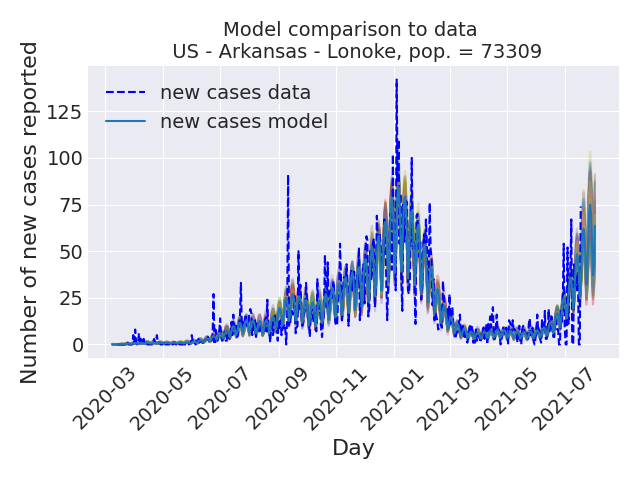 Model comparison to data
US - Arkansas - Lonoke, pop. = 73309
Number of new cases reported
125
100
75
50
25
0
new cases data
new cases model
2020-03
2020-05
2020-07
2020-09
2020-11
2021-01
2021-03
2021-05
2021-07
Day